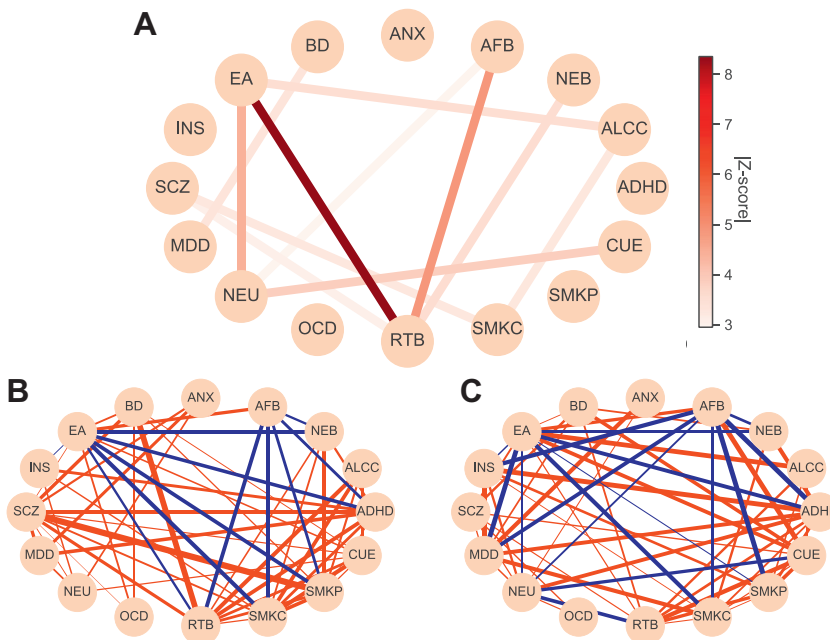 A
ANX
BD
AFB
EA
NEB
INS
ALCC
SCZ
ADHD
MDD
CUE
NEU
SMKP
OCD
SMKC
RTB
8
7
6
5
4
3
|Z-score|
B
ANX
BD
AFB
EA
NEB
INS
ALCC
SCZ
ADHD
MDD
CUE
NEU
SMKP
OCD
SMKC
RTB
C
ANX
BD
AFB
EA
NEB
INS
ALCC
SCZ
ADH
MDD
CUE
NEU
SMKP
OCD
SMKC
RTB